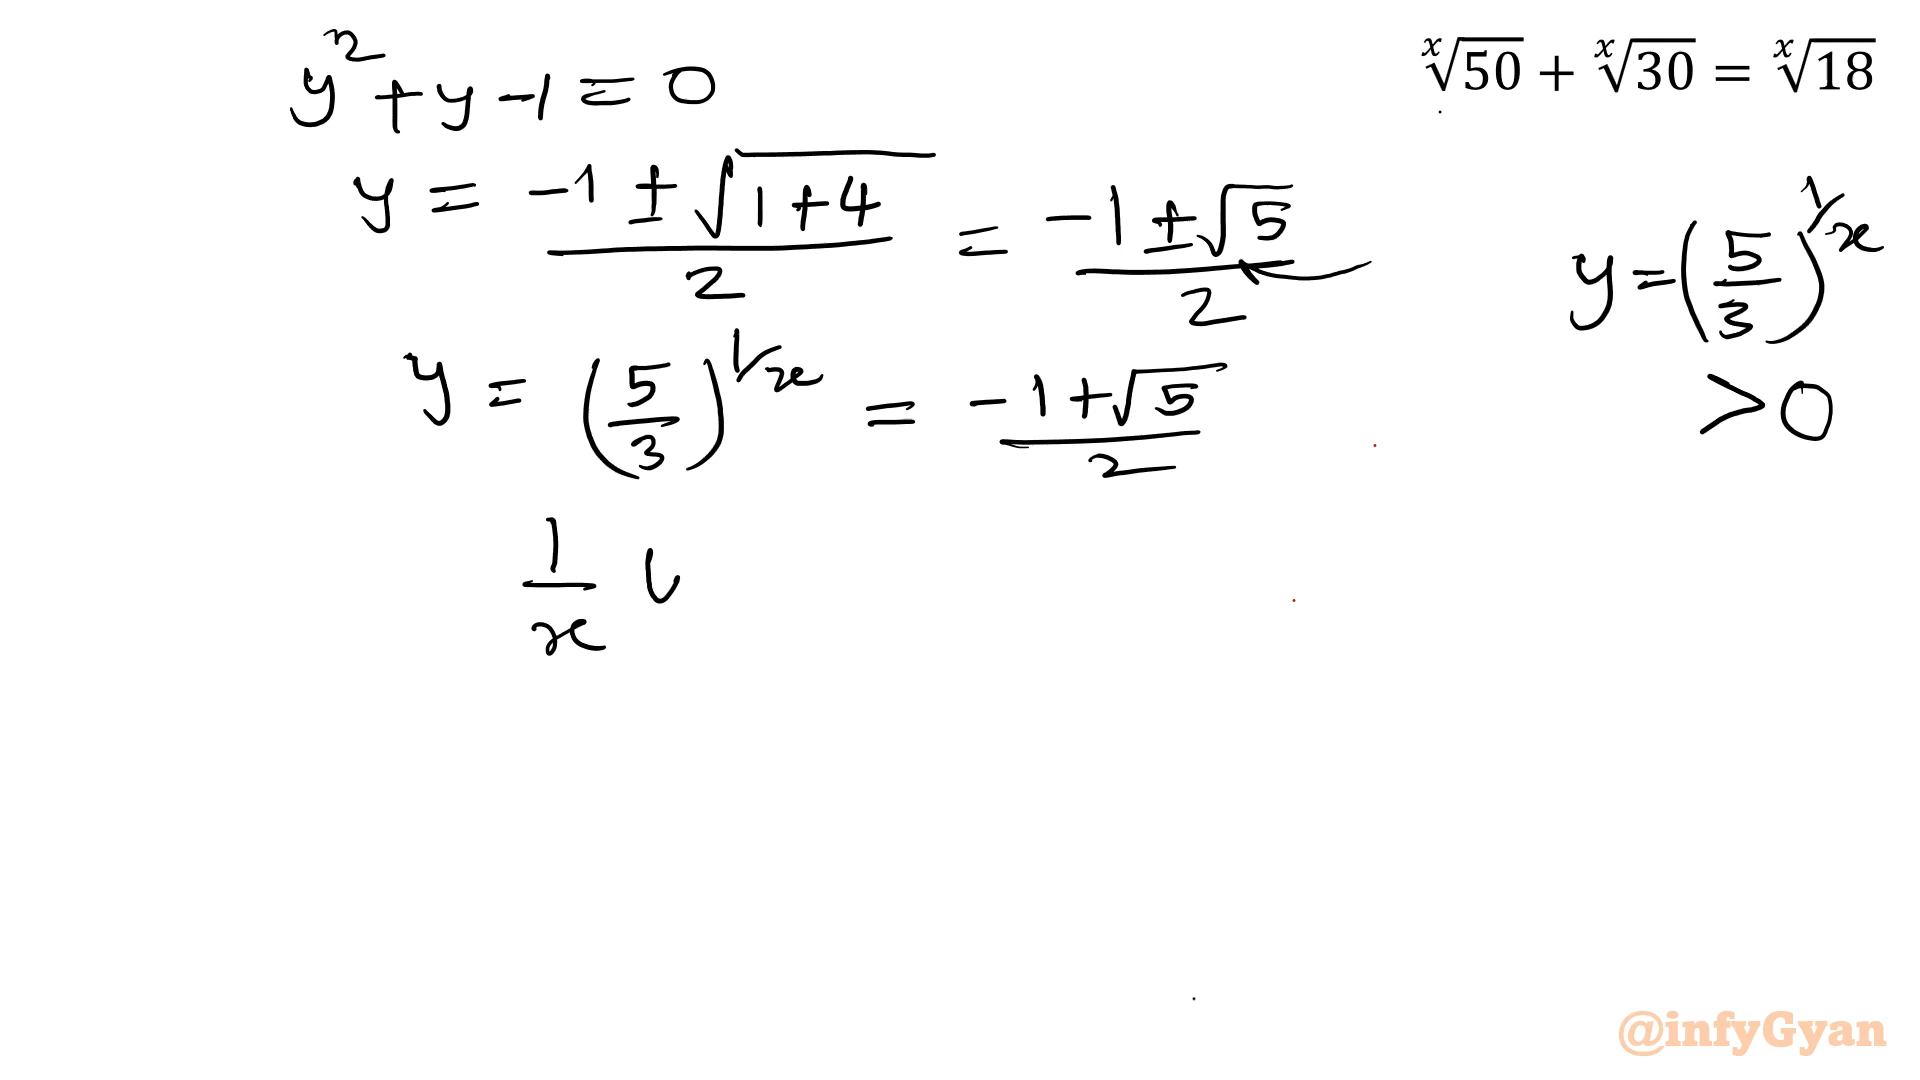 ˣ√50 + ˣ√30 = ˣ√18
y² + y - 1 = 0
y = (-1 ± √(1+4))/2 = (-1 ± √5)/2
y = (5/3)^(1/x)
> 0
y = (5/3)^(1/x) = (-1+√5)/2
1/x l
@infyGyan